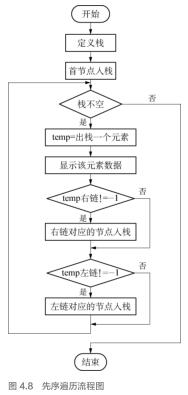 开始
定义栈
首节点入栈
栈不空
否
是
temp=出栈一个元素
显示该元素数据
temp右链!=-1
否
是
右链对应的节点入栈
temp左链!=-1
否
是
左链对应的节点入栈
结束
图 4.8 先序遍历流程图